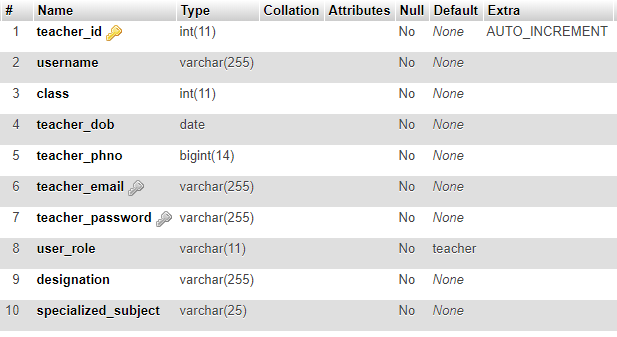 # Name Type Collation Attributes Null Default Extra
1 teacher_id int(11) No None AUTO_INCREMENT
2 username varchar(255) No None
3 class int(11) No None
4 teacher_dob date No None
5 teacher_phno bigint(14) No None
6 teacher_email varchar(255) No None
7 teacher_password varchar(255) No None
8 user_role varchar(11) No teacher
9 designation varchar(255) No None
10 specialized_subject varchar(25) No None